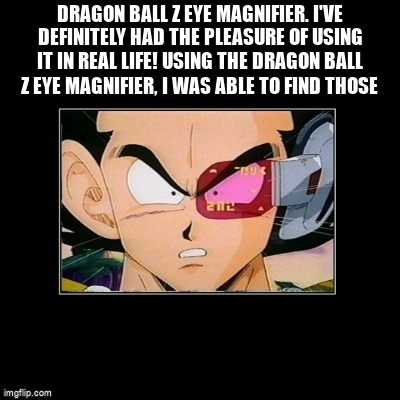 DRAGON BALL Z EYE MAGNIFIER. I'VE
DEFINITELY HAD THE PLEASURE OF USING
IT IN REAL LIFE! USING THE DRAGON BALL
Z EYE MAGNIFIER, I WAS ABLE TO FIND THOSE
imgflip.com